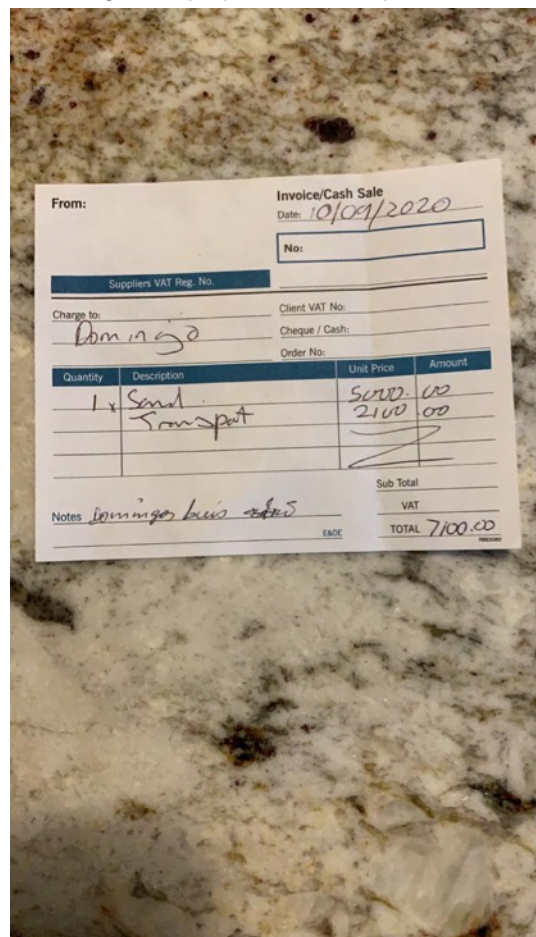 From:
Invoice/Cash Sale
Date: 10/09/2020
No:
Suppliers VAT Reg. No.
Charge to:
Domingo
Client VAT No:
Cheque / Cash:
Order No:
Quantity Description Unit Price Amount
1 x Sand 5000.00
Transpat 2100 00
Sub Total
VAT
Notes Domingos
E&OE
TOTAL 7100.00